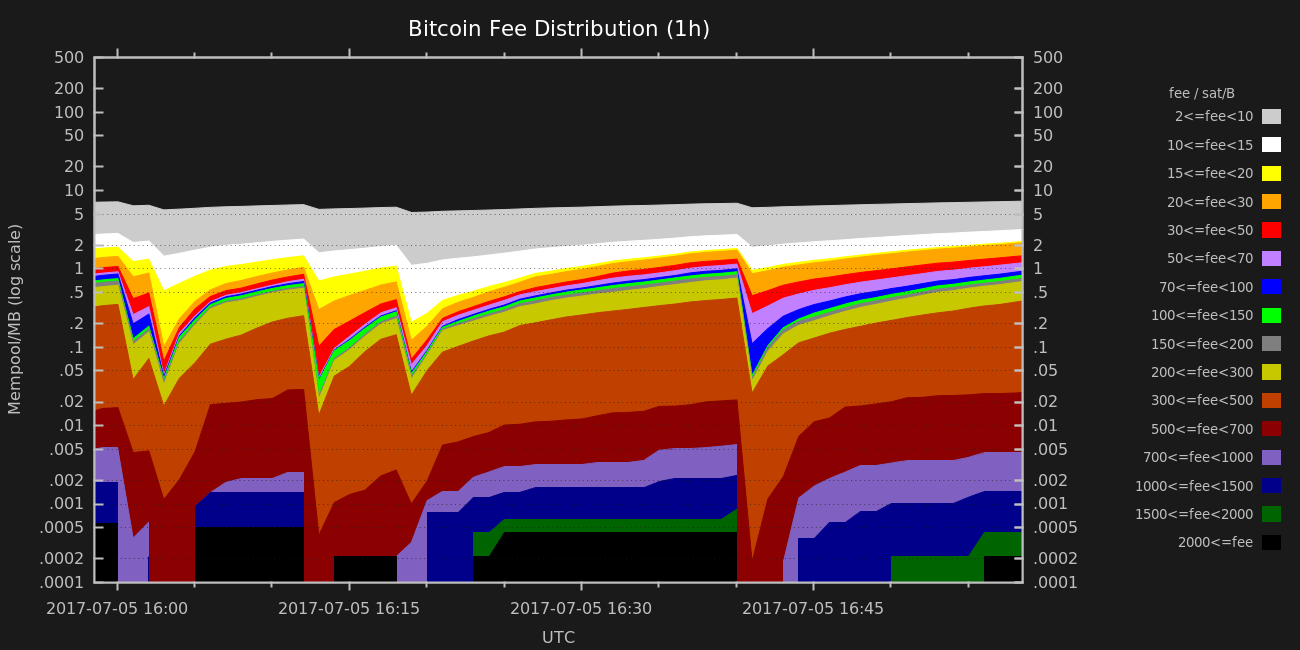 Bitcoin Fee Distribution (1h)
500 500
200 200
100 100
50 50
20 20
10 10
5 5
2 2
1 1
.5 .5
.2 .2
.1 .1
.05 .05
.02 .02
.01 .01
.005 .005
.002 .002
.001 .001
.0005 .0005
.0002 .0002
.0001 .0001
Mempool/MB (log scale)
2017-07-05 16:00 2017-07-05 16:15 2017-07-05 16:30 2017-07-05 16:45
UTC
fee / sat/B
2<=fee<10
10<=fee<15
15<=fee<20
20<=fee<30
30<=fee<50
50<=fee<70
70<=fee<100
100<=fee<150
150<=fee<200
200<=fee<300
300<=fee<500
500<=fee<700
700<=fee<1000
1000<=fee<1500
1500<=fee<2000
2000<=fee